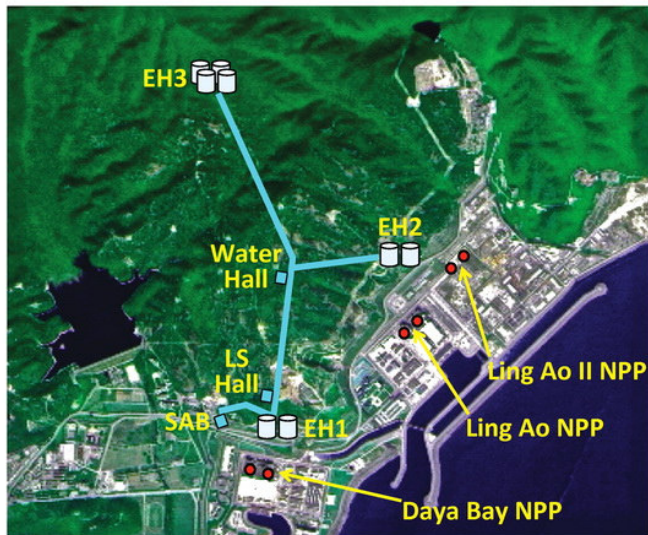 EH3
EH2
Water
Hall
LS
Hall
SAB
EH1
Ling Ao II NPP
Ling Ao NPP
Daya Bay NPP